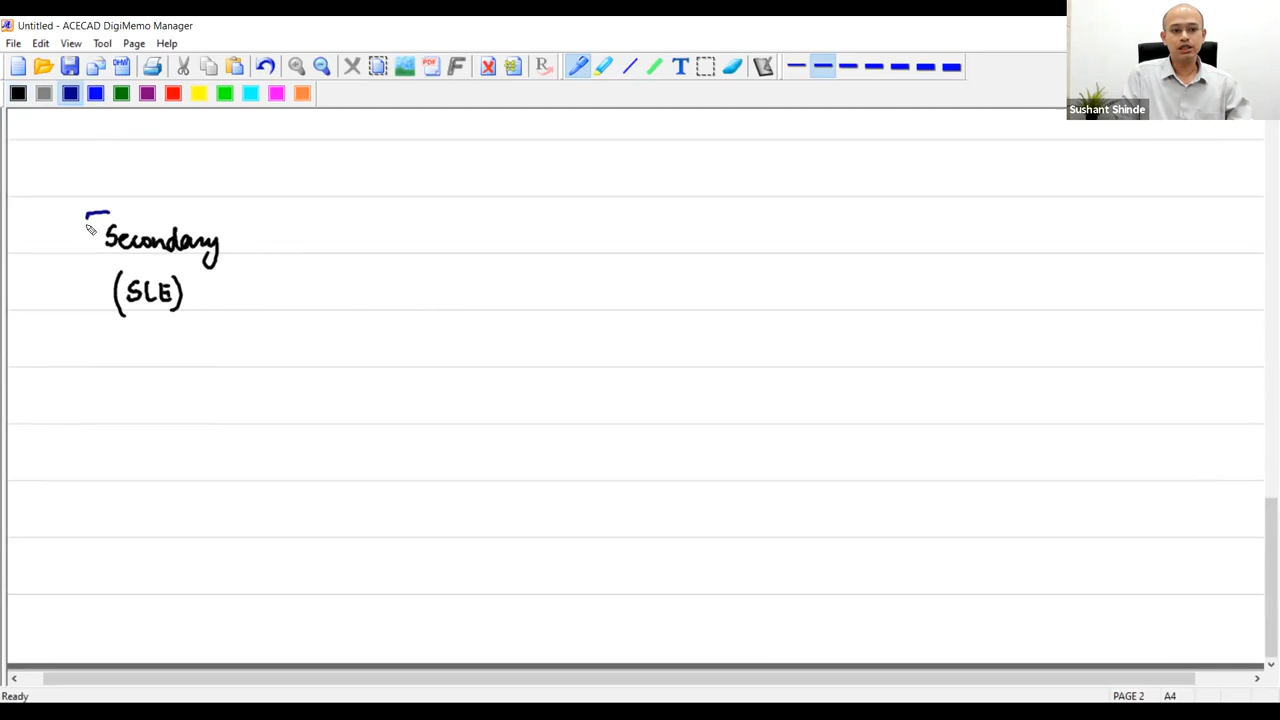 Untitled - ACECAD DigiMemo Manager
File Edit View Tool Page Help
Sushant Shinde
Secondary
(SLE)
Ready
PAGE 2 A4